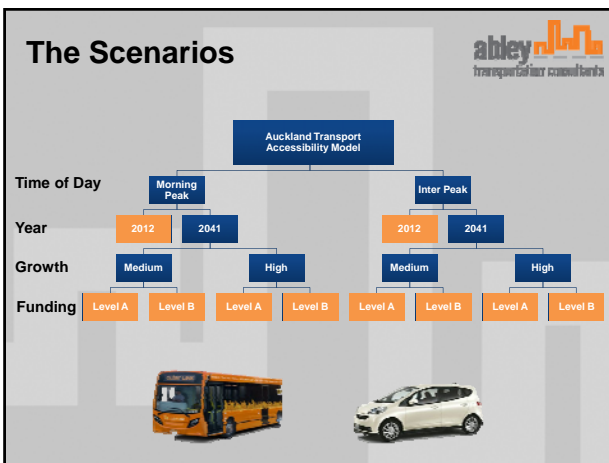 The Scenarios
abley
transportation consultants
Auckland Transport
Accessibility Model
Time of Day
Morning
Peak
Inter Peak
Year
2012
2041
2012
2041
Growth
Medium
High
Medium
High
Funding
Level A
Level B
Level A
Level B
Level A
Level B
Level A
Level B